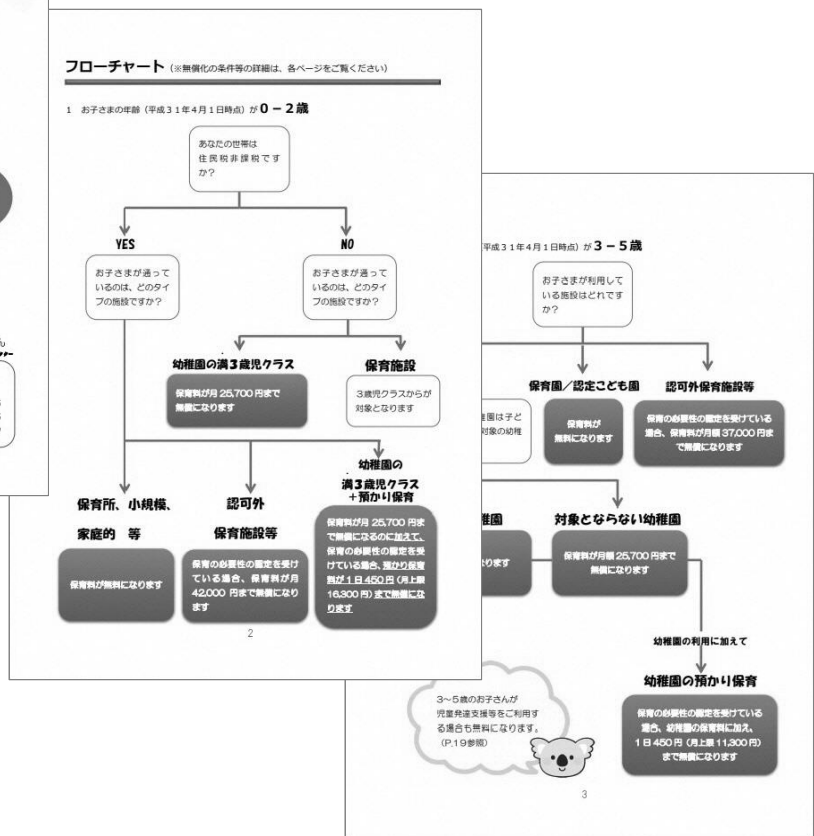 フローチャート（※無償化の条件等の詳細は、各ページをご覧ください）
1　お子さまの年齢（平成31年4月1日時点）が 0－2歳
あなたの世帯は
住民税非課税です
か？
YES
NO
お子さまが通って
いるのは、どのタイ
プの施設ですか？
お子さまが通って
いるのは、どのタイ
プの施設ですか？
幼稚園の満3歳児クラス
保育料が月 25,700 円まで
無償になります
保育施設
3歳児クラスからが
対象となります
保育所、小規模、
家庭的　等
保育料が無料になります
認可外
保育施設等
保育の必要性の認定を受け
ている場合、保育料が月
42,000 円まで無償になり
ます
幼稚園の
満3歳児クラス
＋預かり保育
保育料が月 25,700 円ま
で無償になるのに加えて、
保育の必要性の認定を受
けている場合、預かり保育
料が1日450円（月上限
16,300 円）まで無償にな
ります
2
平成31年4月1日時点）が 3－5歳
お子さまが利用して
いる施設はどれです
か？
保育園／認定こども園
保育料が
無料になります
認可外保育施設等
保育の必要性の認定を受けている
場合、保育料が月額 37,000 円ま
で無償になります
園は子ど
対象の幼稚
園
ります
対象とならない幼稚園
保育料が月額 25,700 円まで
無償になります
幼稚園の利用に加えて
幼稚園の預かり保育
保育の必要性の認定を受けている
場合、幼稚園の保育料に加え、
1日450円（月上限 11,300 円）
まで無償になります
3～5歳のお子さんが
児童発達支援等をご利用す
る場合も無料になります。
（P.19参照）
3